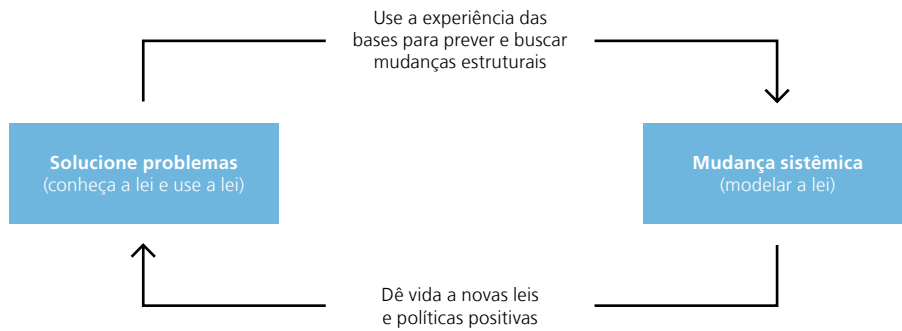 Use a experiência das
bases para prever e buscar
mudanças estruturais
Solucione problemas
(conheça a lei e use a lei)
Mudança sistêmica
(modelar a lei)
Dê vida a novas leis
e políticas positivas